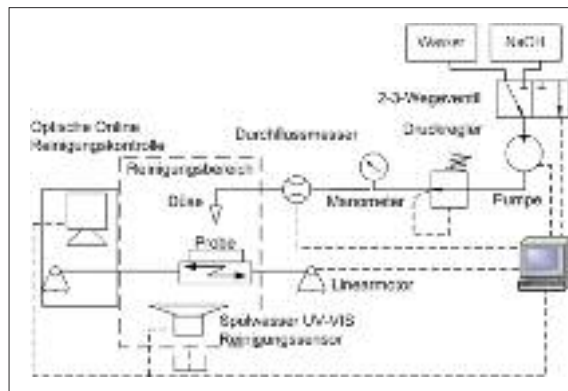 Wasser
NaOH
2-3-Wegeventil
Optische Online
Reinigungskontrolle
Durchflussmesser
Druckregler
Reinigungsbereich
Düse
Manometer
Pumpe
Probe
Linearmotor
Spülwasser UV-VIS
Reinigungssensor